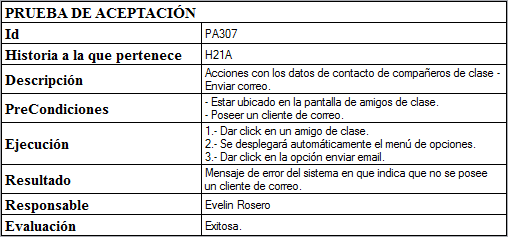 PRUEBA DE ACEPTACIÓN
Id PA307
Historia a la que pertenece H21A
Descripción Acciones con los datos de contacto de compañeros de clase -
Enviar correo.
PreCondiciones - Estar ubicado en la pantalla de amigos de clase.
- Poseer un cliente de correo.
Ejecución 1.- Dar click en un amigo de clase.
2.- Se desplegará automáticamente el menú de opciones.
3.- Dar click en la opción enviar email.
Resultado Mensaje de error del sistema en que indica que no se posee
un cliente de correo.
Responsable Evelin Rosero
Evaluación Exitosa.